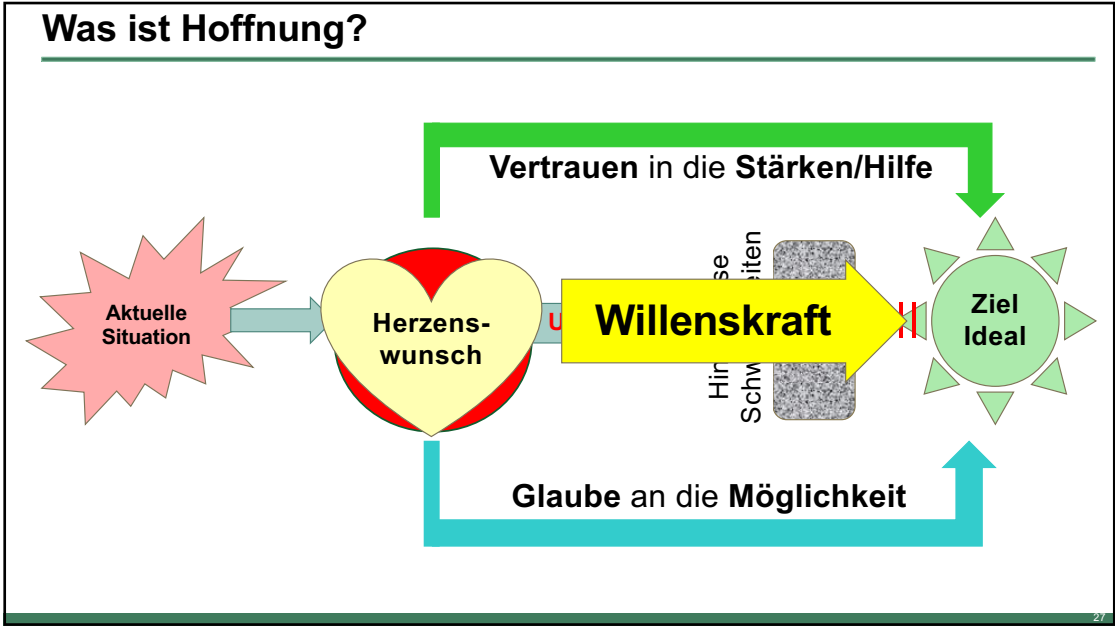 Was ist Hoffnung?
Vertrauen in die Stärken/Hilfe
Aktuelle
Situation
Herzens-
wunsch
Willenskraft
Ziel
Ideal
Glaube an die Möglichkeit
27